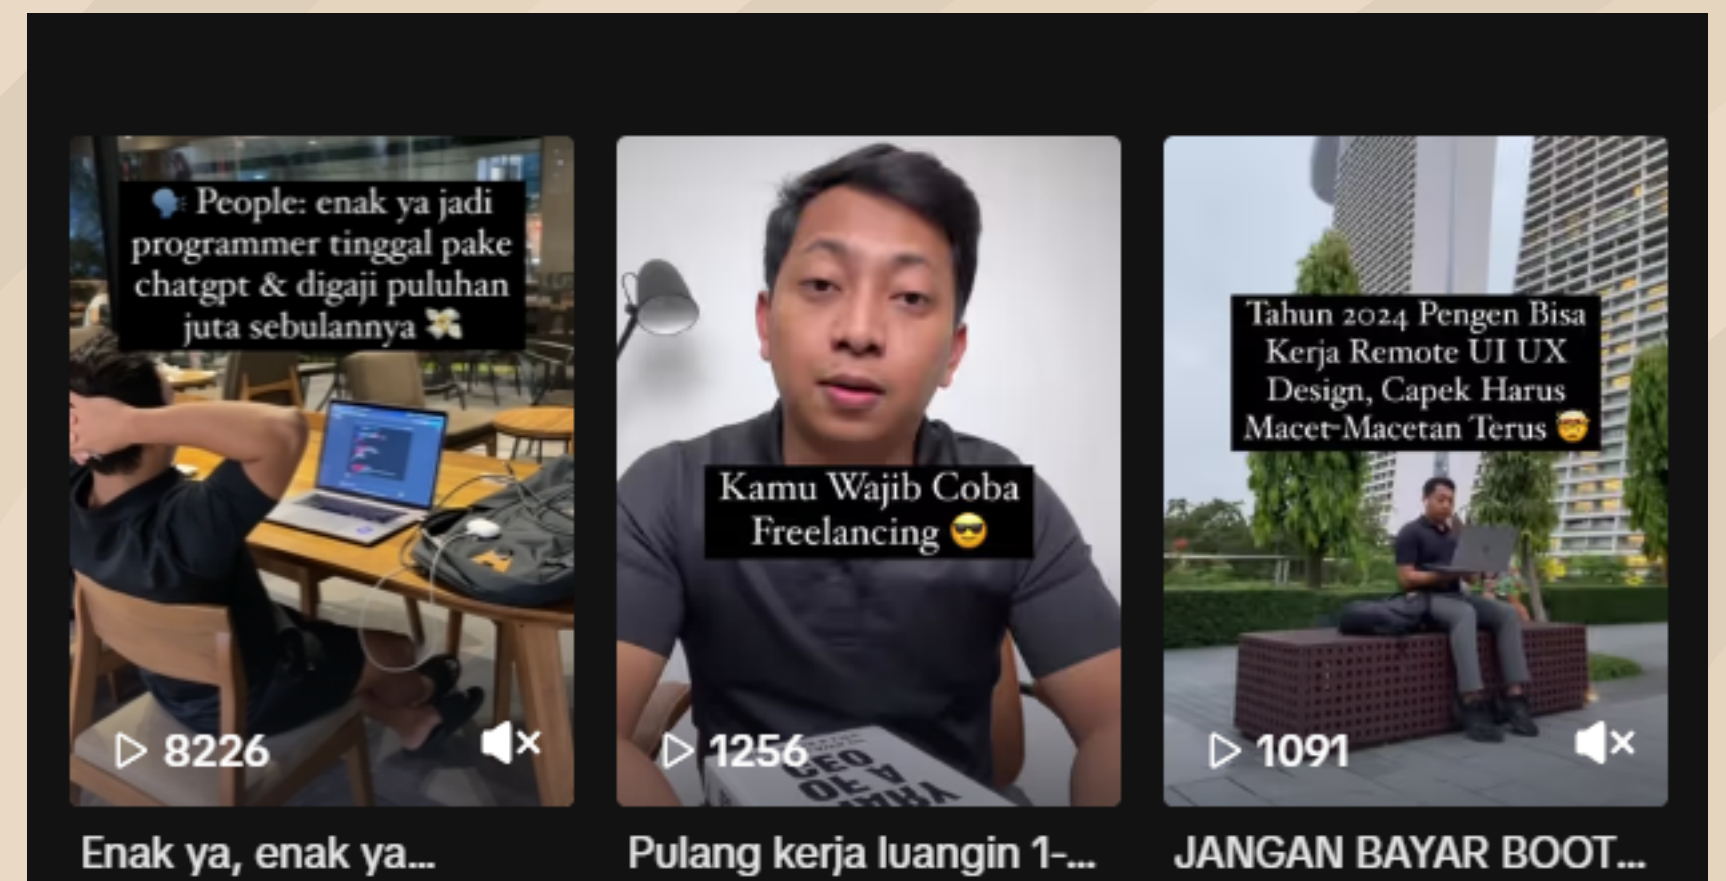 🗣️ People: enak ya jadi
programmer tinggal pake
chatgpt & digaji puluhan
juta sebulannya 💸
8226
Enak ya, enak ya...
Kamu Wajib Coba
Freelancing 😎
1256
CEO
OF A
Pulang kerja luangin 1-...
Tahun 2024 Pengen Bisa
Kerja Remote UI UX
Design, Capek Harus
Macet-Macetan Terus 🤯
1091
JANGAN BAYAR BOOT...